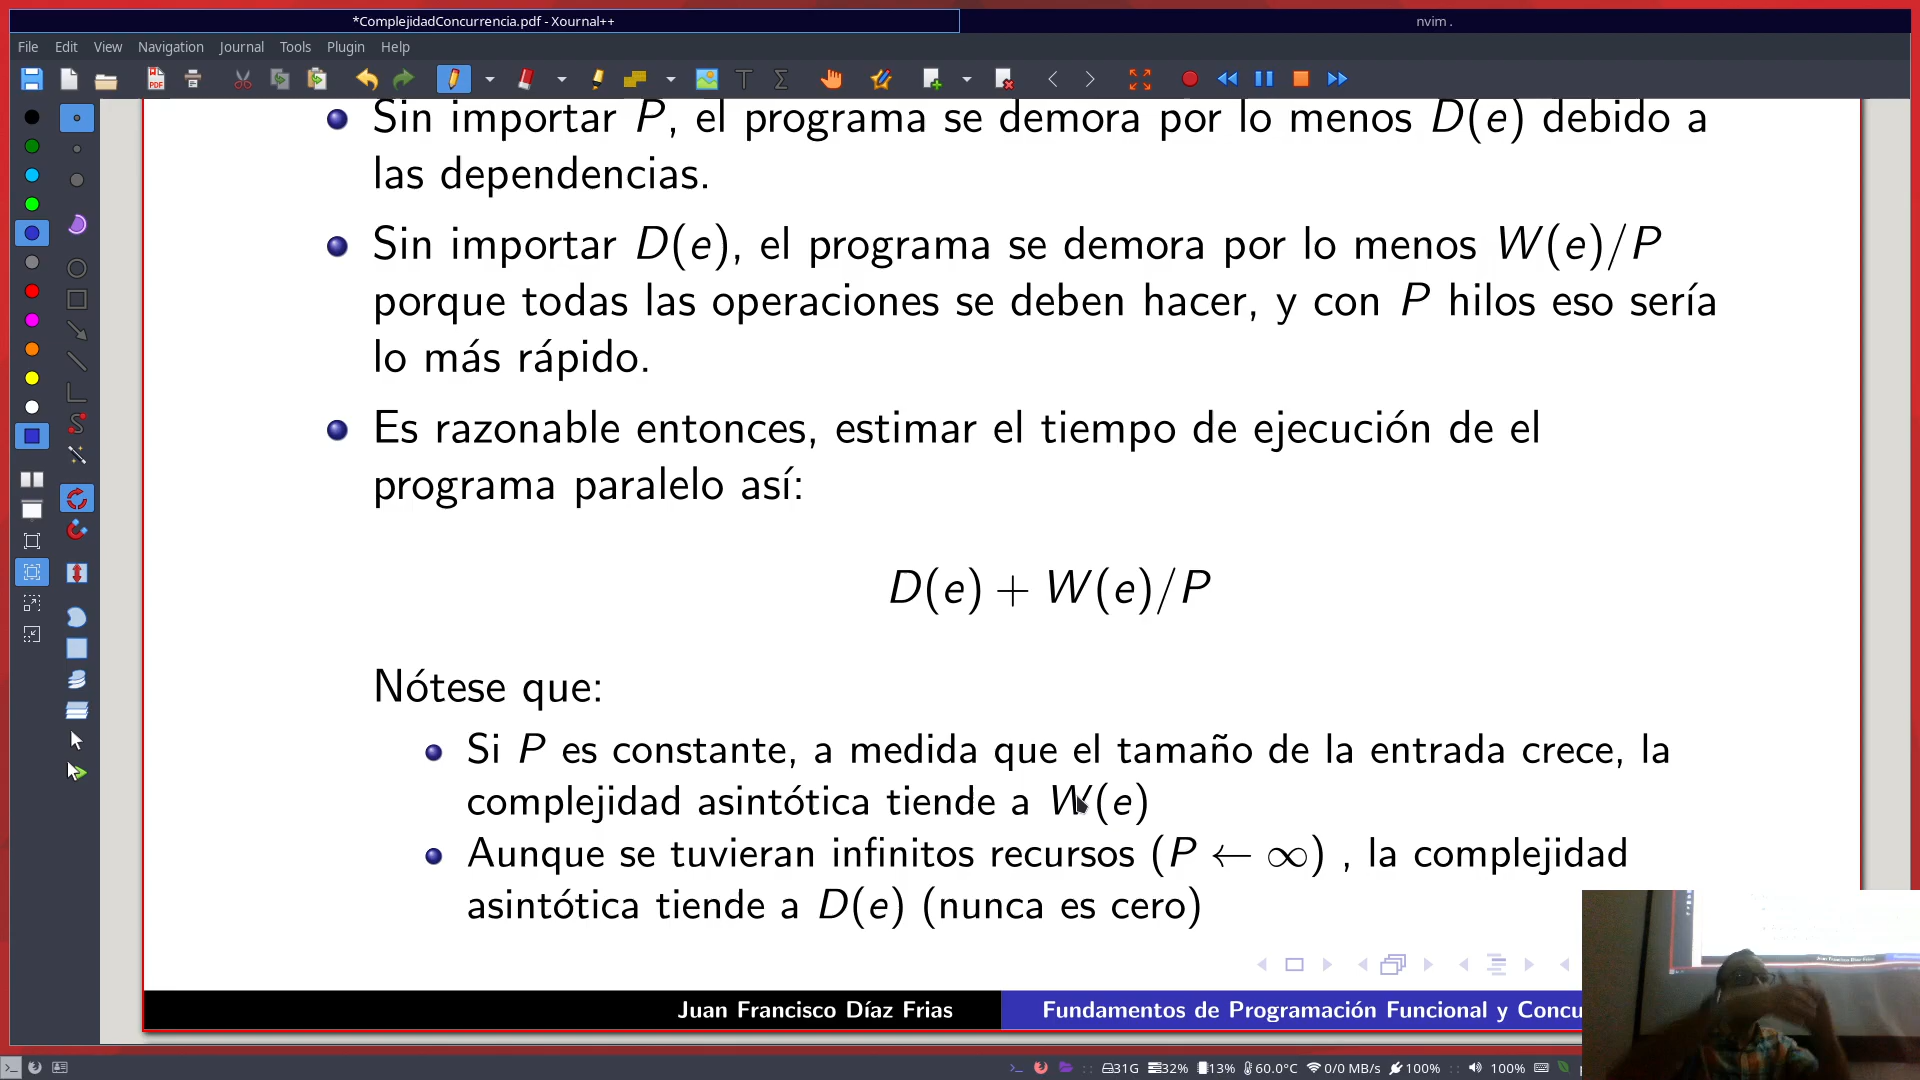 *ComplejidadConcurrencia.pdf - Xournal++
nvim .
File Edit View Navigation Journal Tools Plugin Help
Sin importar P, el programa se demora por lo menos D(e) debido a
las dependencias.
Sin importar D(e), el programa se demora por lo menos W(e)/P
porque todas las operaciones se deben hacer, y con P hilos eso sería
lo más rápido.
Es razonable entonces, estimar el tiempo de ejecución de el
programa paralelo así:
D(e) + W(e)/P
Nótese que:
Si P es constante, a medida que el tamaño de la entrada crece, la
complejidad asintótica tiende a W(e)
Aunque se tuvieran infinitos recursos (P ← ∞) , la complejidad
asintótica tiende a D(e) (nunca es cero)
Juan Francisco Díaz Frias
Fundamentos de Programación Funcional y Concu
31G 32% 13% 60.0°C 0/0 MB/s 100% :: 100%